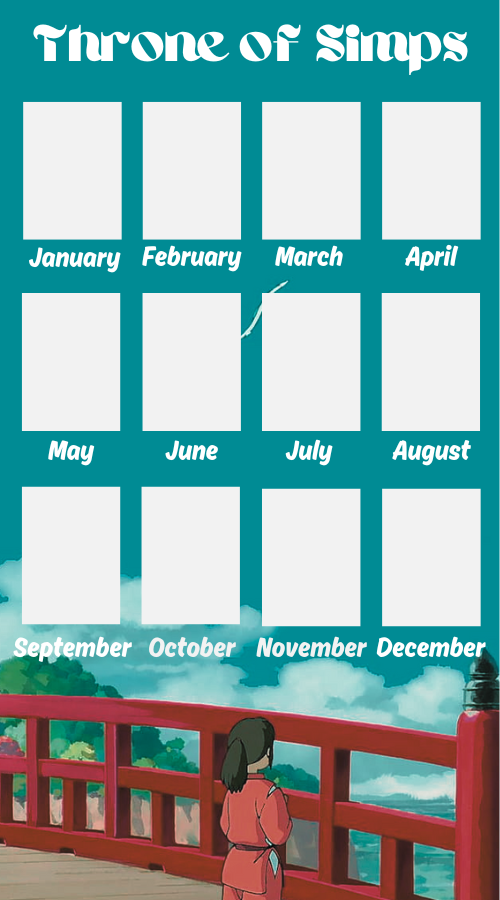 Throne of Simps
January February March April
May June July August
September October November December